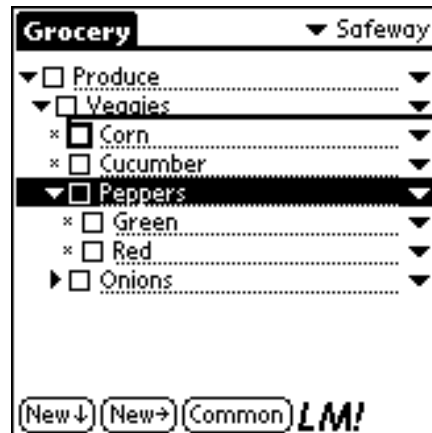 Grocery Safeway
Produce
Veggies
Corn
Cucumber
Peppers
Green
Red
Onions
New↓ New→ Common LM!